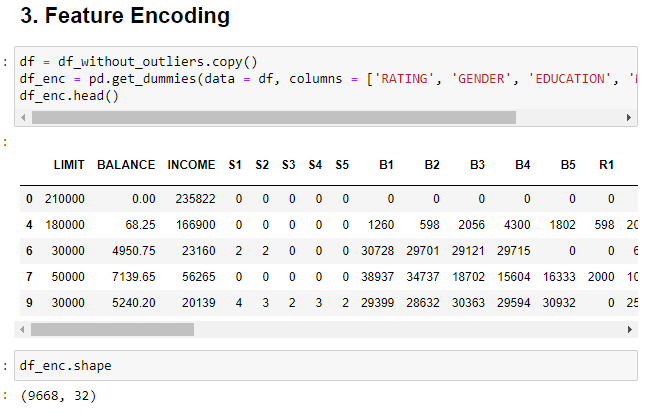 3. Feature Encoding
: df = df_without_outliers.copy()
df_enc = pd.get_dummies(data = df, columns = ['RATING', 'GENDER', 'EDUCATION', '
df_enc.head()
:
LIMIT BALANCE INCOME S1 S2 S3 S4 S5 B1 B2 B3 B4 B5 R1
0 210000 0.00 235822 0 0 0 0 0 0 0 0 0 0 0
4 180000 68.25 166900 0 0 0 0 0 1260 598 2056 4300 1802 598 20
6 30000 4950.75 23160 2 2 0 0 0 30728 29701 29121 29715 0 0 6
7 50000 7139.65 56265 0 0 0 0 0 38937 34737 18702 15604 16333 2000 10
9 30000 5240.20 20139 4 3 2 3 2 29399 28632 30363 29594 30932 0 25
: df_enc.shape
: (9668, 32)